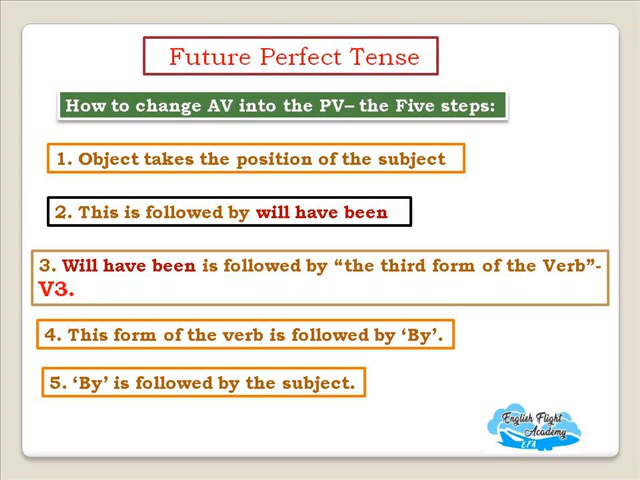 Future Perfect Tense
How to change AV into the PV– the Five steps:
1. Object takes the position of the subject
2. This is followed by will have been
3. Will have been is followed by “the third form of the Verb”-
V3.
4. This form of the verb is followed by ‘By’.
5. ‘By’ is followed by the subject.
English Flight
Academy
EFA